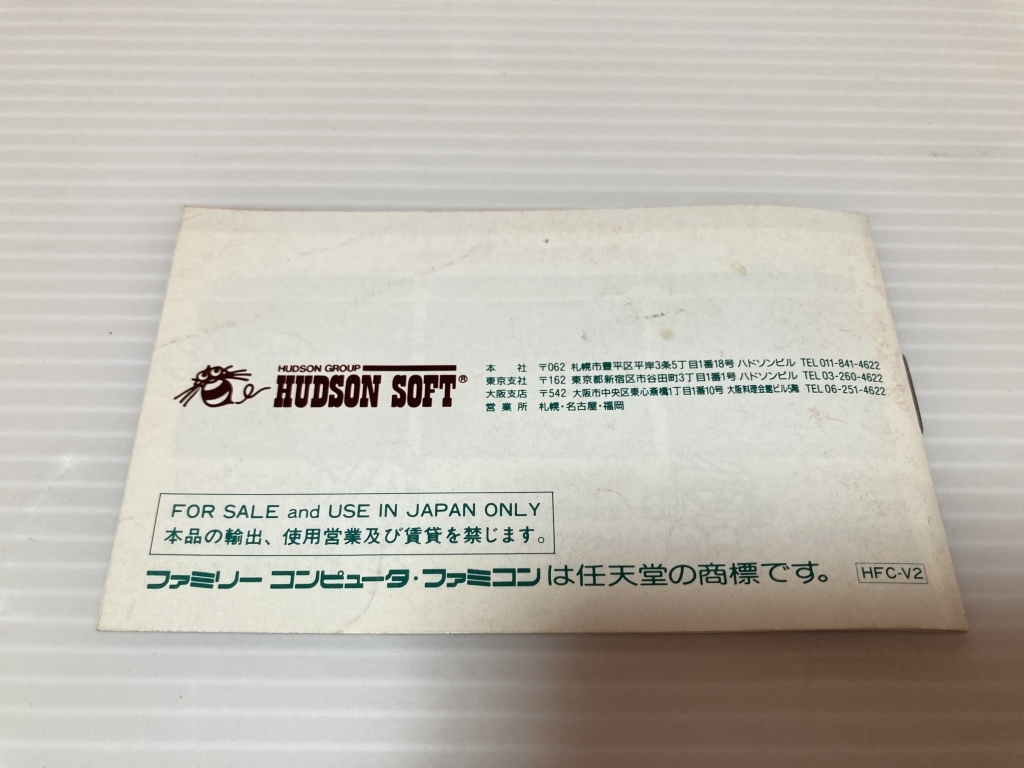 HUDSON GROUP
HUDSON SOFT®
本社 〒062 札幌市豊平区平岸3条5丁目1番18号 ハドソンビル TEL 011-841-4622
東京支社 〒162 東京都新宿区市谷田町3丁目1番1号 ハドソンビル TEL 03-260-4622
大阪支店 〒542 大阪市中央区東心斎橋1丁目1番10号 大阪料理会館ビル5階 TEL 06-251-4622
営業所 札幌・名古屋・福岡
FOR SALE and USE IN JAPAN ONLY
本品の輸出、使用営業及び賃貸を禁じます。
ファミリーコンピュータ・ファミコンは任天堂の商標です。
HFC-V2